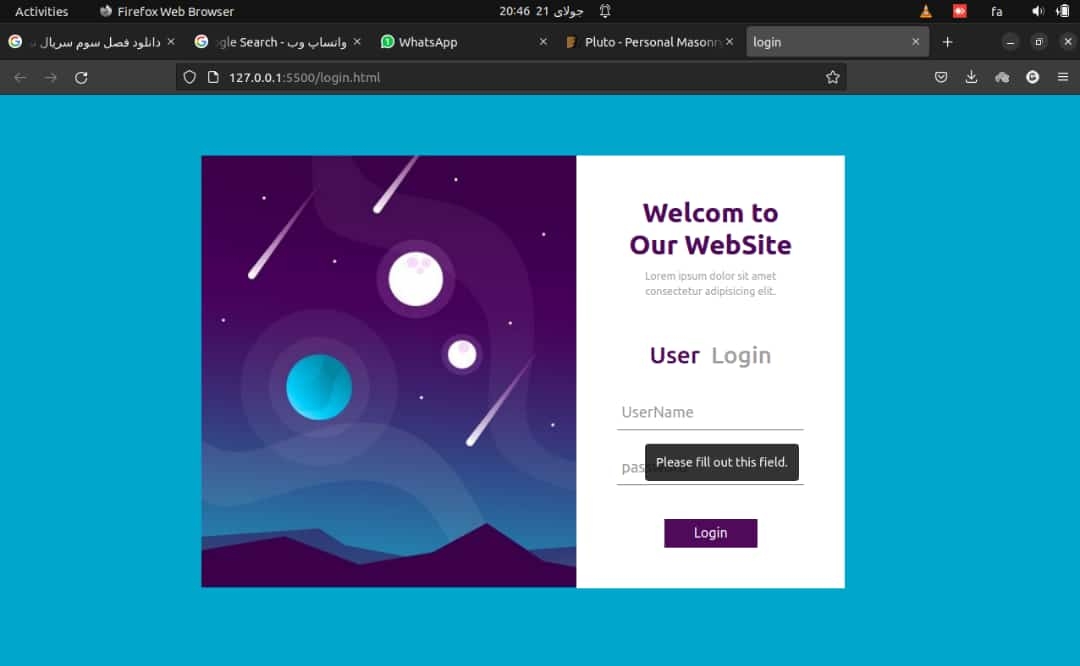 Activities
Firefox Web Browser
20:46 21 جولای
fa
دانلود فصل سوم سریال
gle Search - واتساپ وب
WhatsApp
Pluto - Personal Masonry
login
127.0.0.1:5500/login.html
Welcom to
Our WebSite
Lorem ipsum dolor sit amet
consectetur adipisicing elit.
User Login
UserName
Please fill out this field.
Login